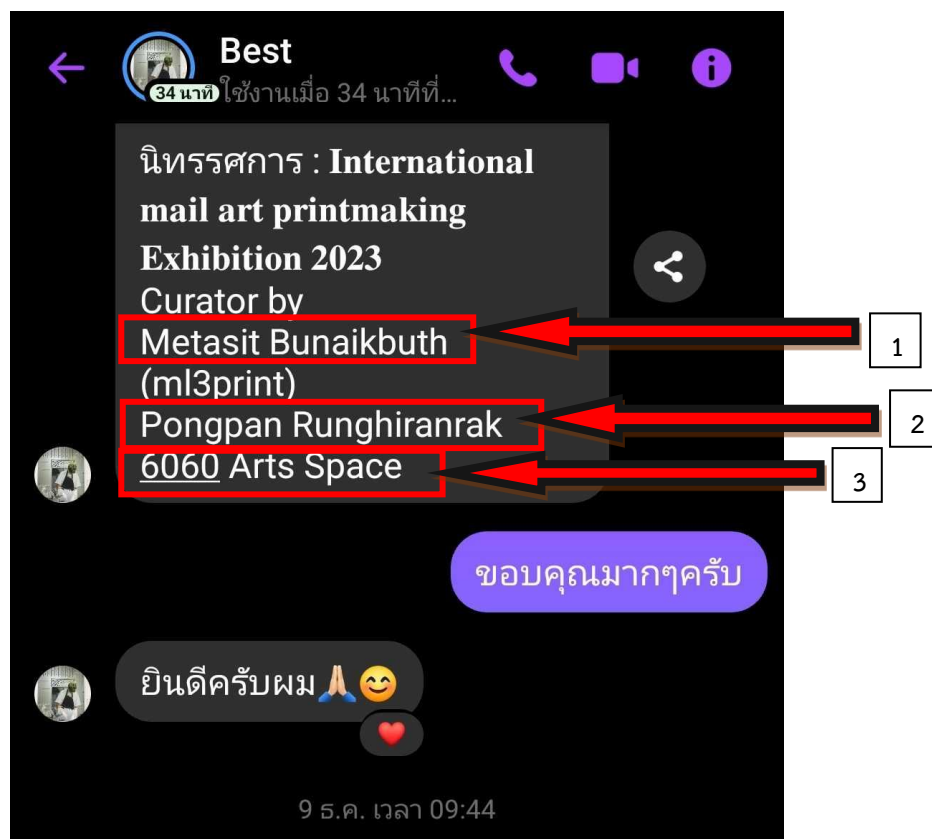 Best
34 นาที
ใช้งานเมื่อ 34 นาทีที่...
นิทรรศการ : International
mail art printmaking
Exhibition 2023
Curator by
Metasit Bunaikbuth
(ml3print)
Pongpan Runghiranrak
6060 Arts Space
1
2
3
ขอบคุณมากๆครับ
ยินดีครับผม🙏🏻😊
9 ธ.ค. เวลา 09:44